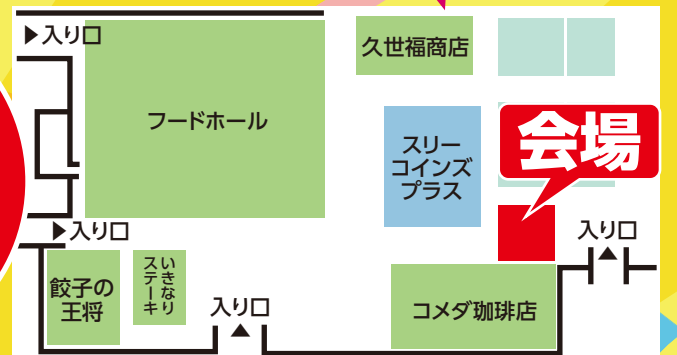 ▶入り口
久世福商店
フードホール
スリー
コインズ
プラス
会場
▶入り口
入り口
▲
餃子の
王将
いきなり
ステーキ
入り口
▲
コメダ珈琲店